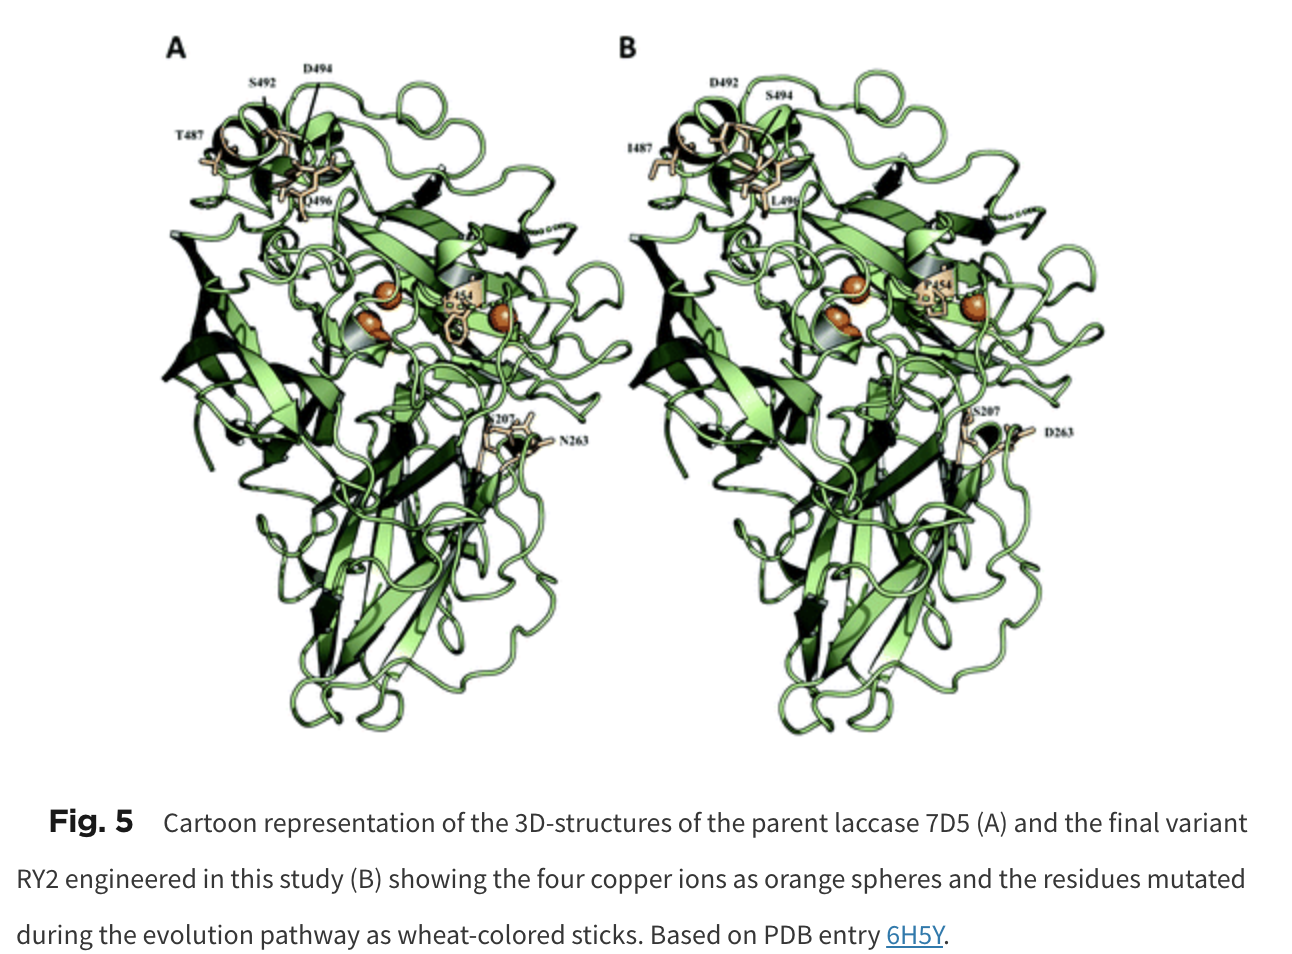 A
B
D494
S492
T487
Q496
S207
N263
D492
S494
I487
L496
S207
D263
Fig. 5 Cartoon representation of the 3D-structures of the parent laccase 7D5 (A) and the final variant
RY2 engineered in this study (B) showing the four copper ions as orange spheres and the residues mutated
during the evolution pathway as wheat-colored sticks. Based on PDB entry 6H5Y.